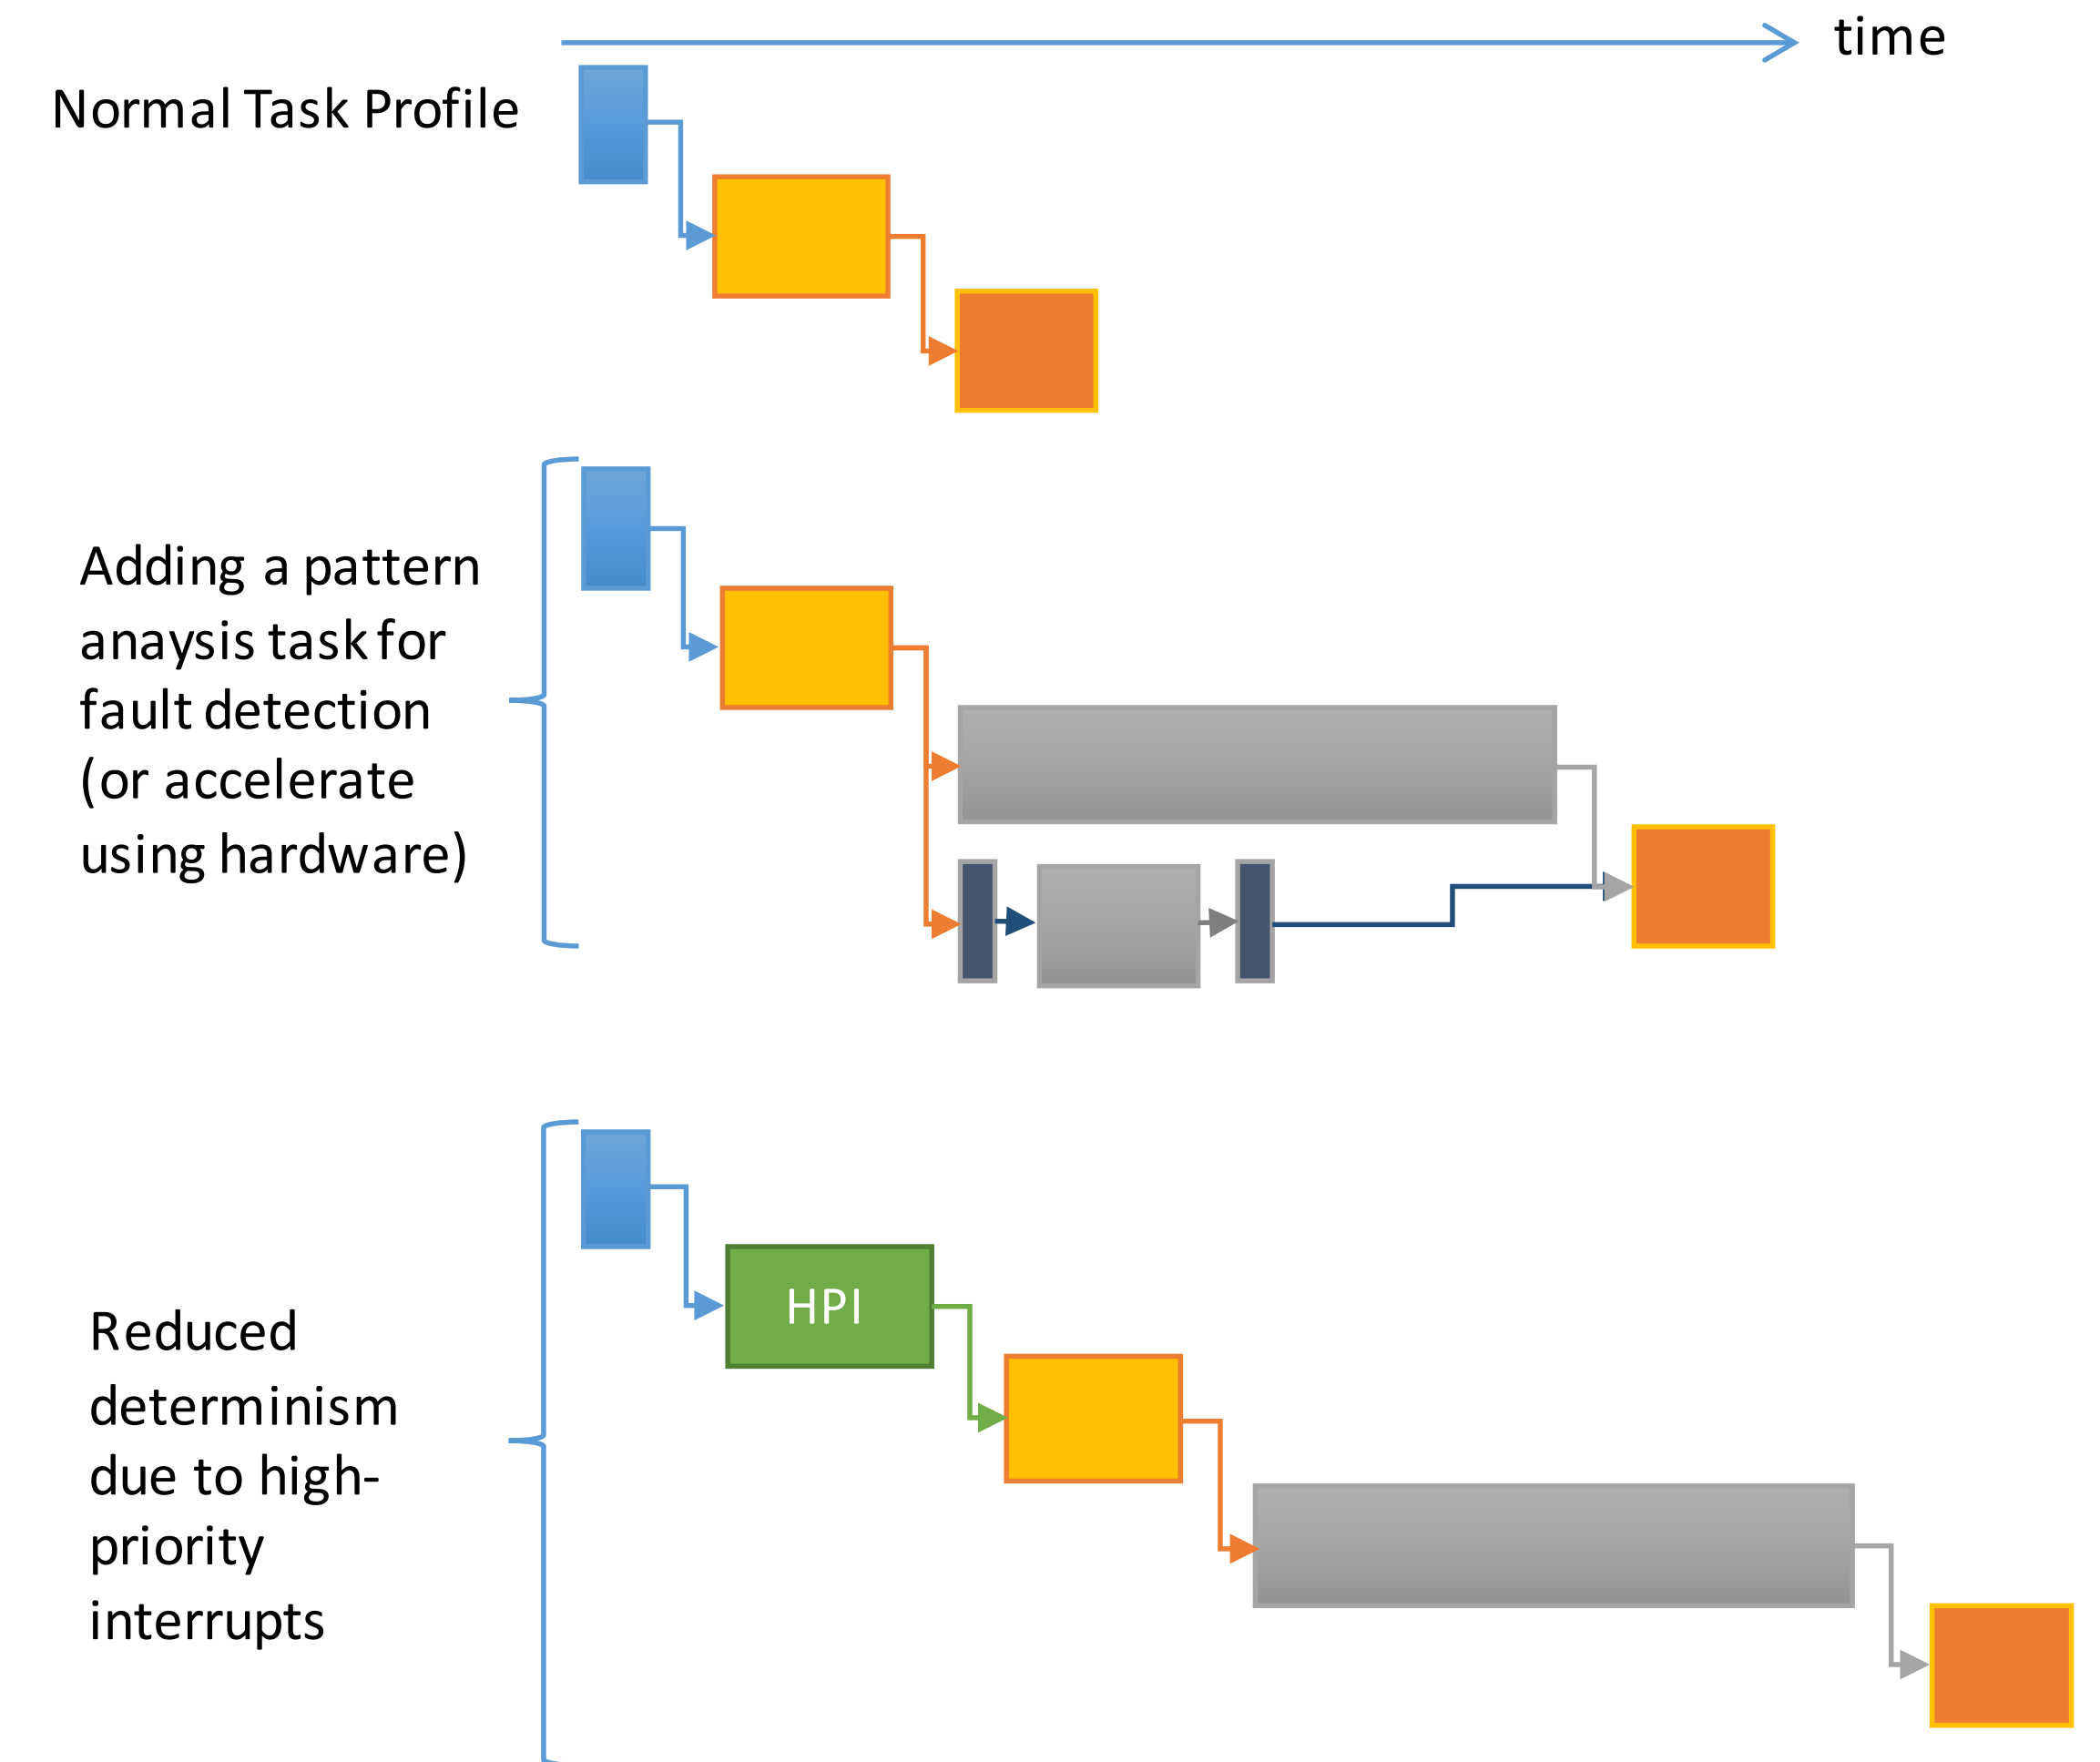 time
Normal Task Profile
Adding a pattern
analysis task for
fault detection
(or accelerate
using hardware)
HPI
Reduced
determinism
due to high-
priority
interrupts